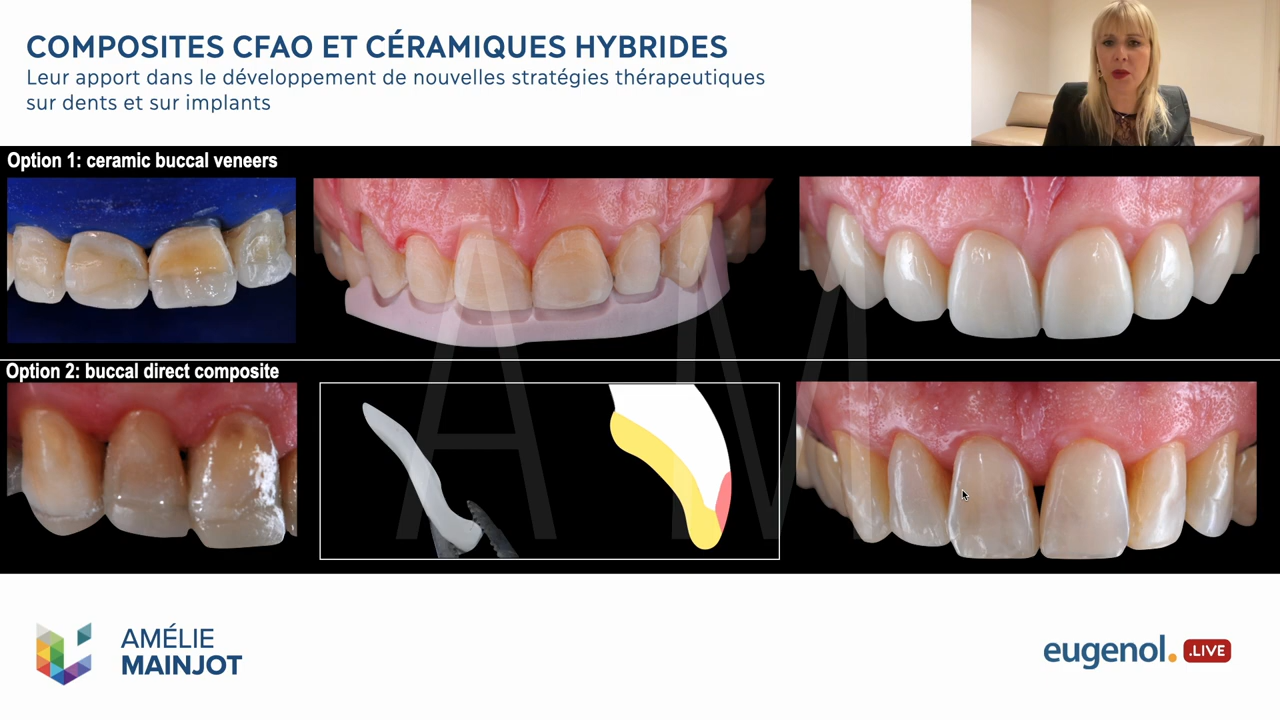 COMPOSITES CFAO ET CÉRAMIQUES HYBRIDES
Leur apport dans le développement de nouvelles stratégies thérapeutiques
sur dents et sur implants
Option 1: ceramic buccal veneers
Option 2: buccal direct composite
A M
AMÉLIE
MAINJOT
eugenol. .LIVE